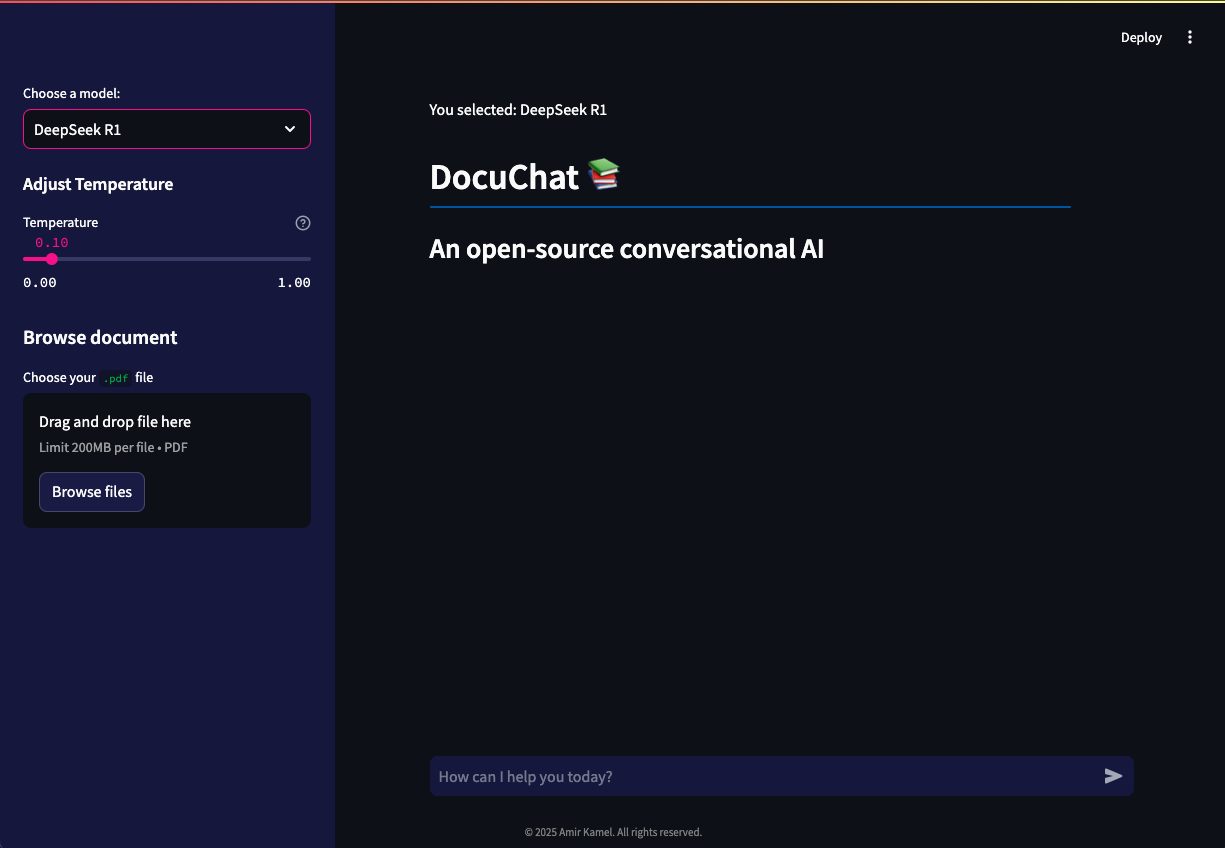 Deploy
Choose a model:
DeepSeek R1
Adjust Temperature
Temperature
0.10
0.00 1.00
Browse document
Choose your .pdf file
Drag and drop file here
Limit 200MB per file • PDF
Browse files
You selected: DeepSeek R1
DocuChat 📚
An open-source conversational AI
How can I help you today?
© 2025 Amir Kamel. All rights reserved.